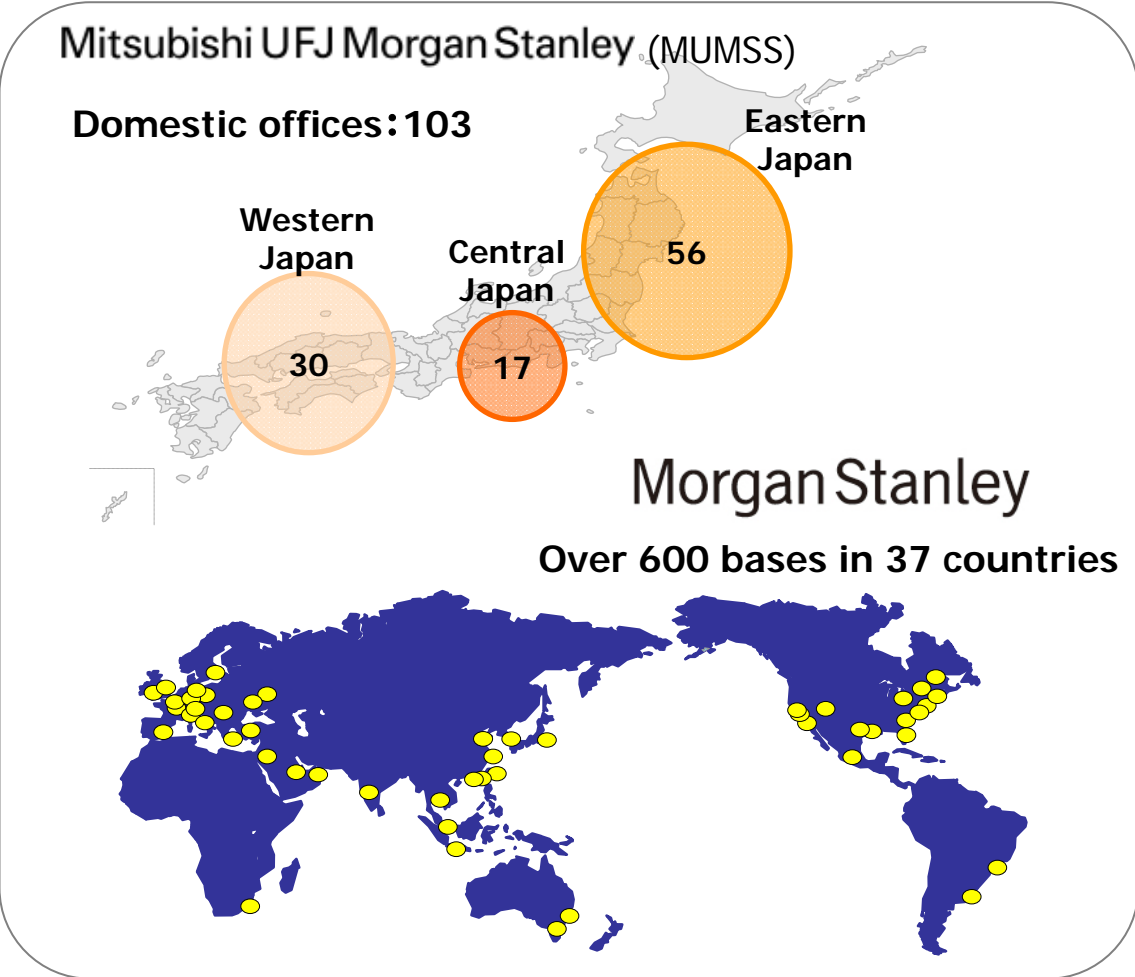 Mitsubishi UFJ Morgan Stanley (MUMSS)
Domestic offices:103
Eastern
Japan
Western
Japan
Central
Japan
56
30
17
Morgan Stanley
Over 600 bases in 37 countries